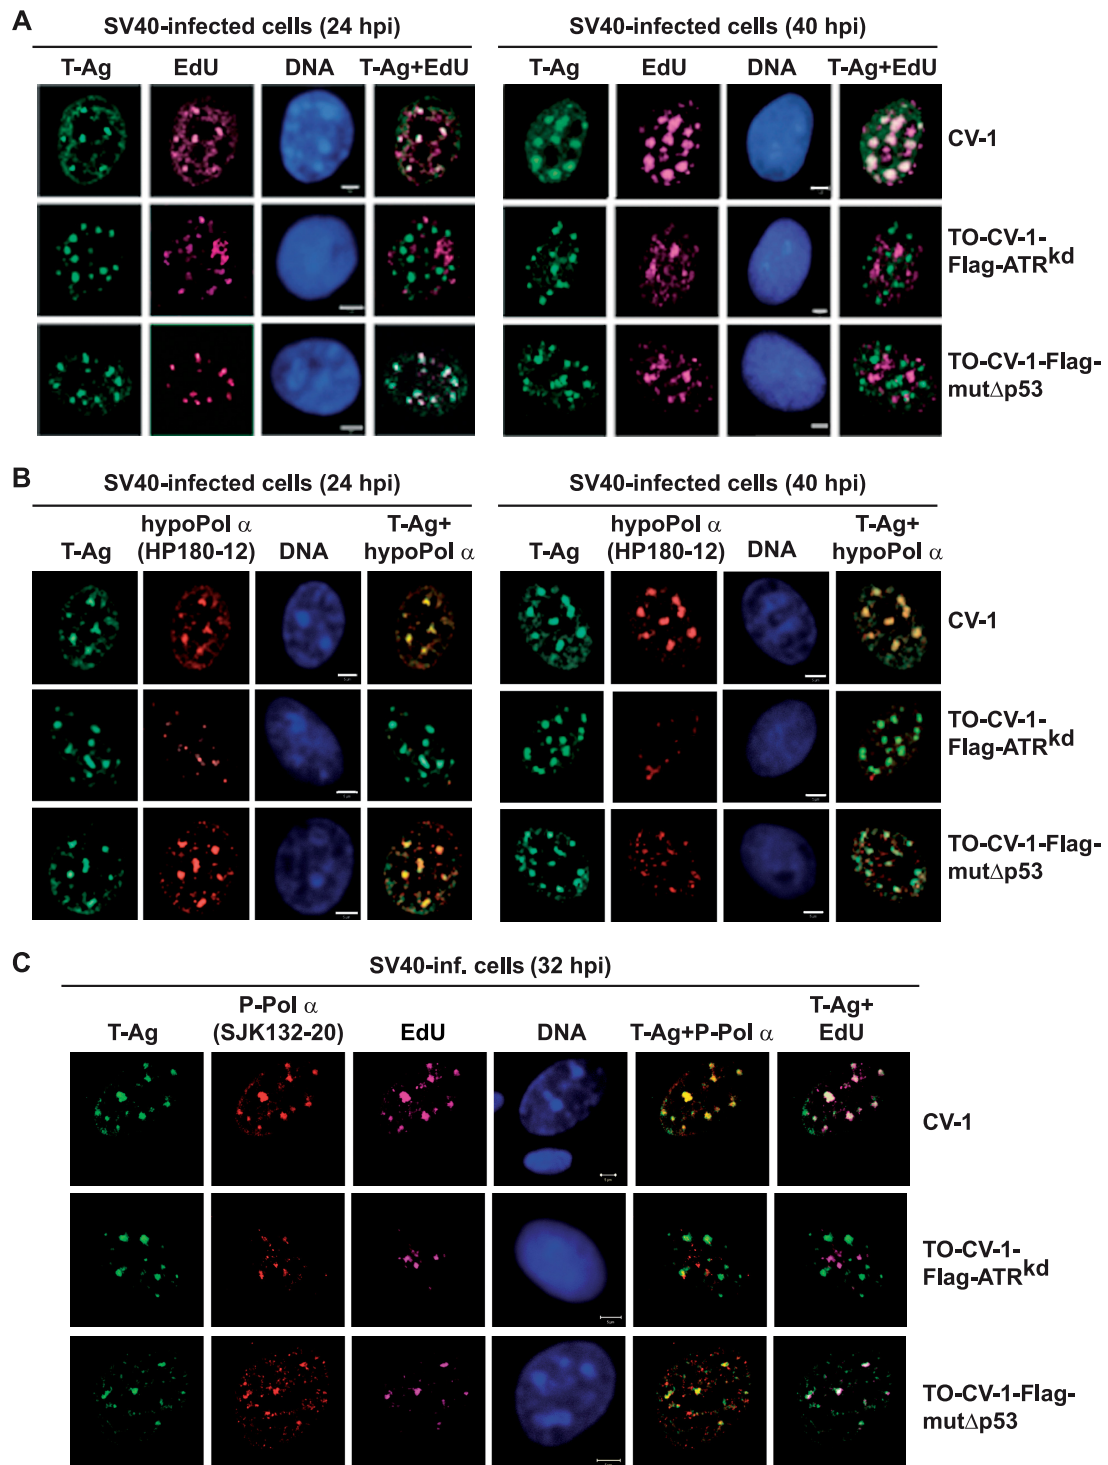 A
SV40-infected cells (24 hpi)
SV40-infected cells (40 hpi)
T-Ag EdU DNA T-Ag+EdU
T-Ag EdU DNA T-Ag+EdU
CV-1
TO-CV-1-
Flag-ATRkd
TO-CV-1-Flag-
mutΔp53
B
SV40-infected cells (24 hpi)
SV40-infected cells (40 hpi)
T-Ag hypoPol α (HP180-12) DNA T-Ag+ hypoPol α
T-Ag hypoPol α (HP180-12) DNA T-Ag+ hypoPol α
CV-1
TO-CV-1-
Flag-ATRkd
TO-CV-1-Flag-
mutΔp53
C
SV40-inf. cells (32 hpi)
T-Ag P-Pol α (SJK132-20) EdU DNA T-Ag+P-Pol α T-Ag+ EdU
CV-1
TO-CV-1-
Flag-ATRkd
TO-CV-1-Flag-
mutΔp53